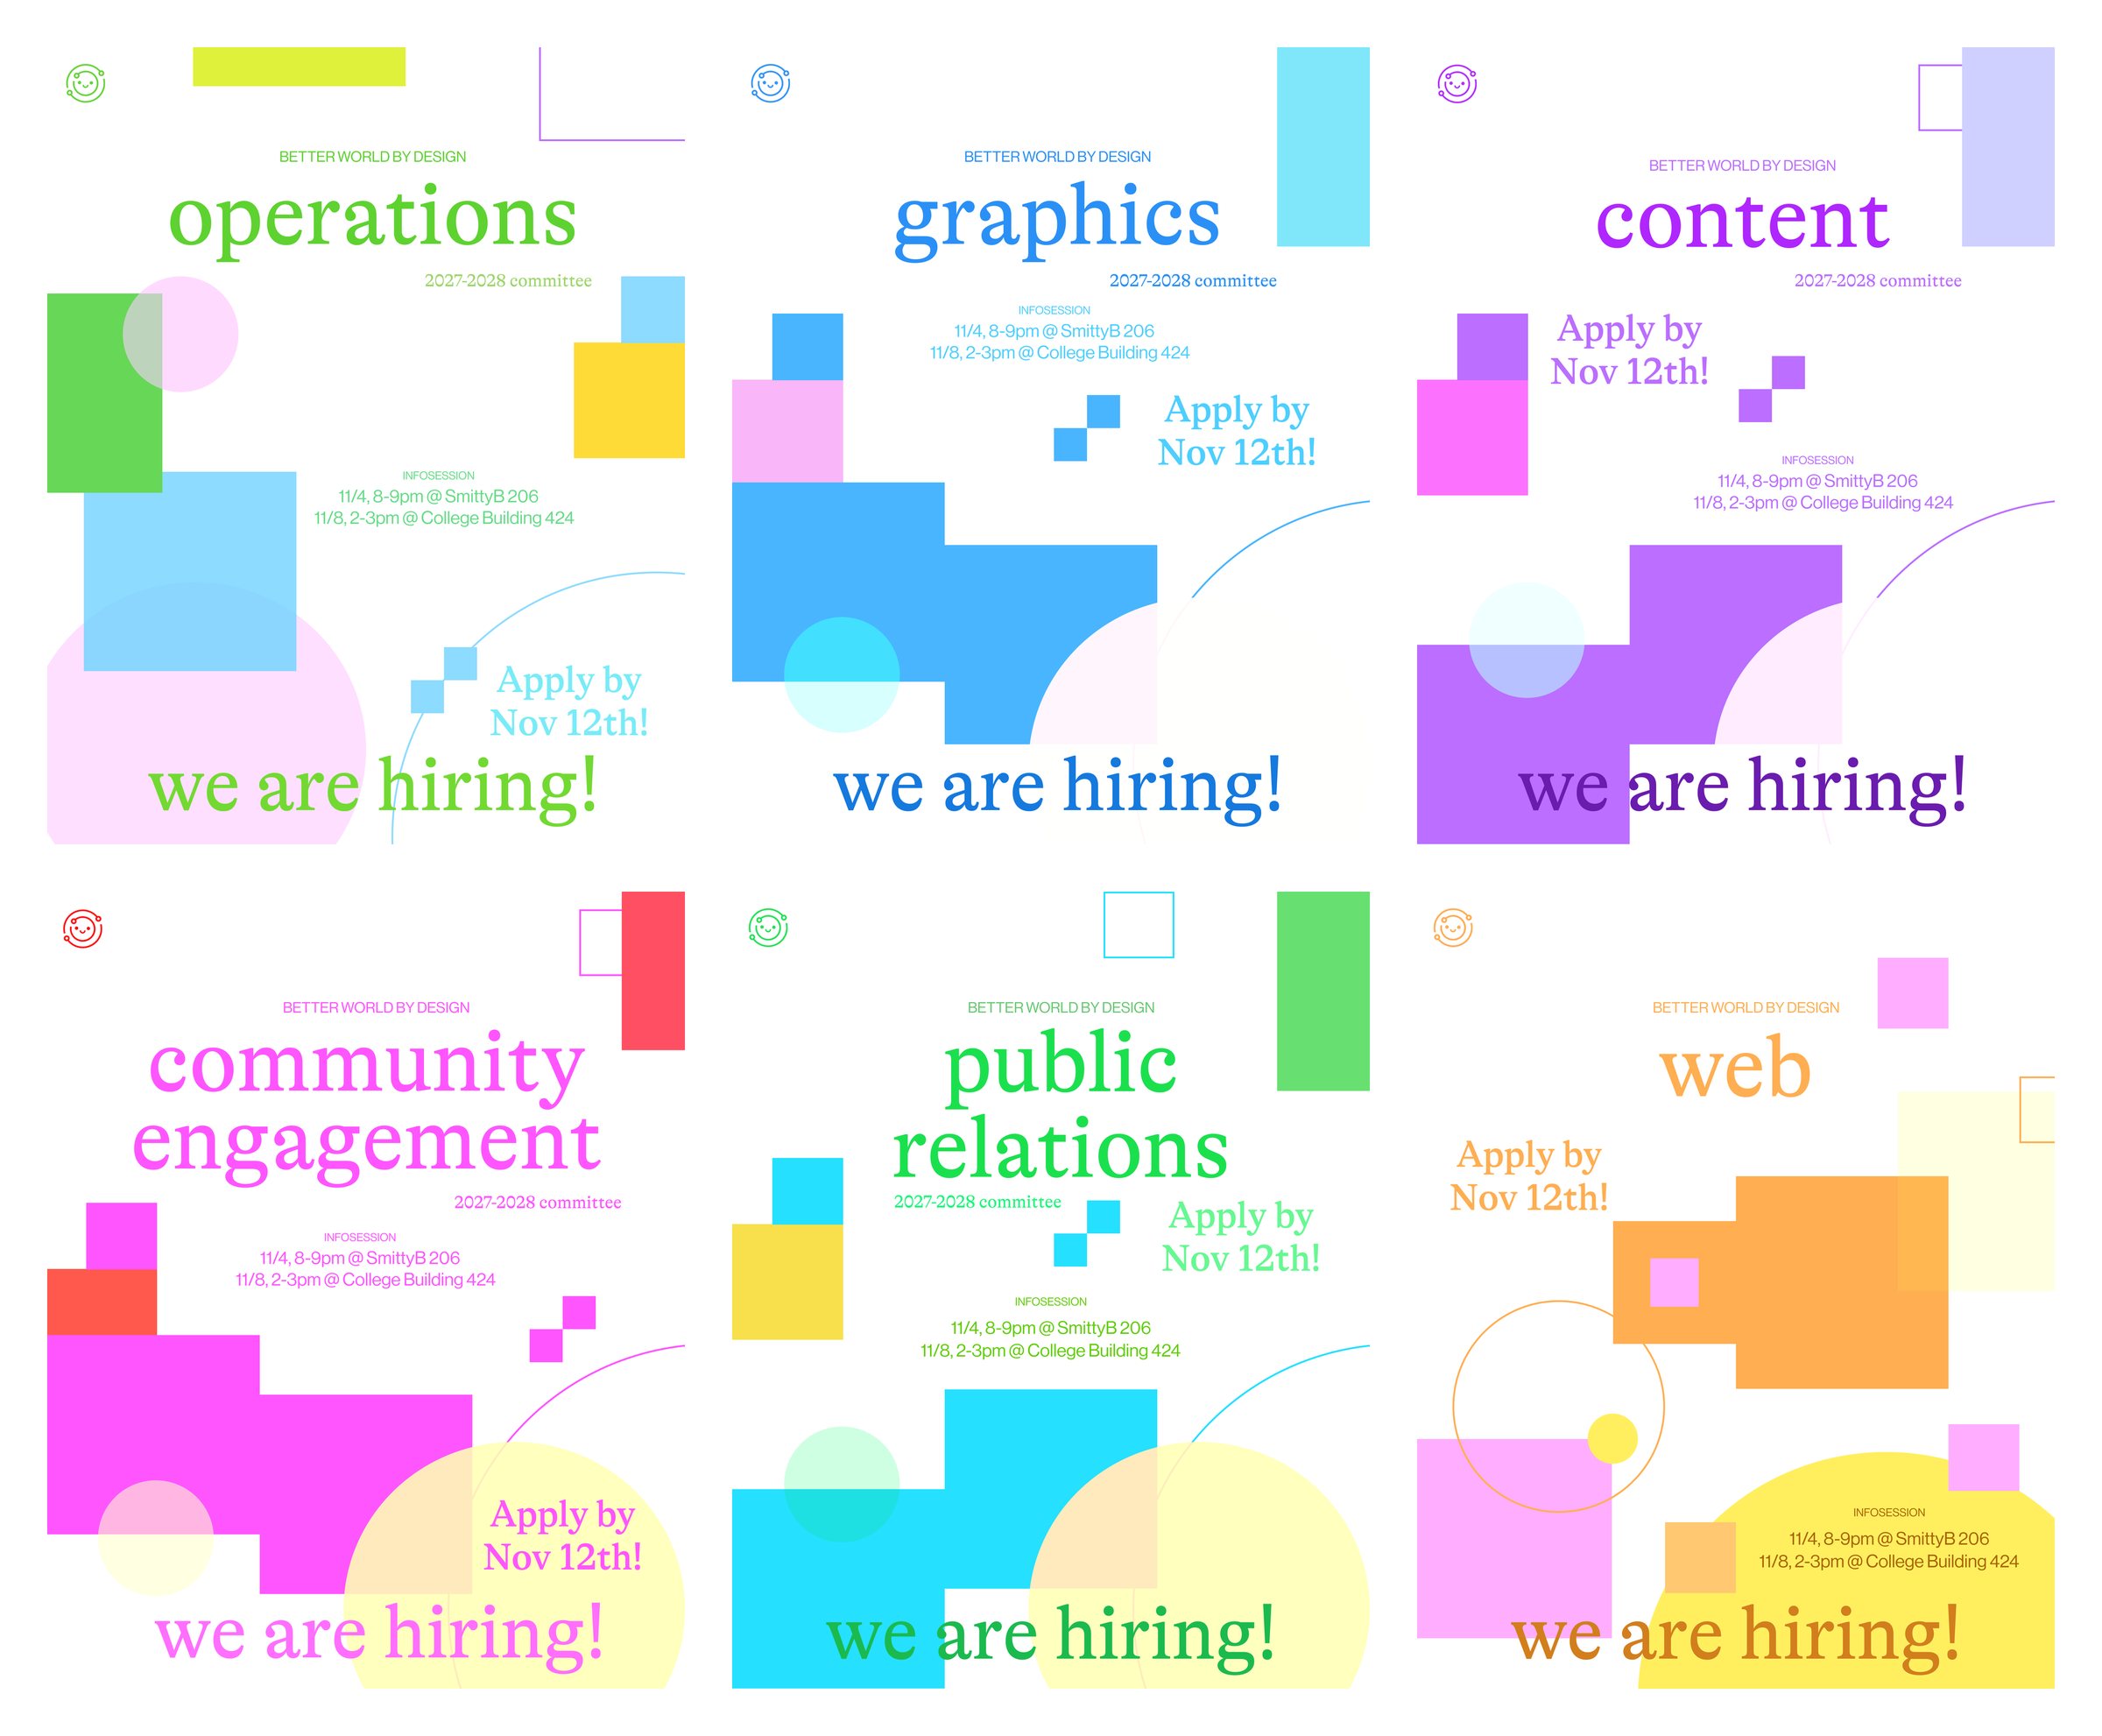 BETTER WORLD BY DESIGN
operations
2027-2028 committee
INFOSESSION
11/4, 8-9pm @ SmittyB 206
11/8, 2-3pm @ College Building 424
Apply by
Nov 12th!
we are hiring!
BETTER WORLD BY DESIGN
graphics
2027-2028 committee
INFOSESSION
11/4, 8-9pm @ SmittyB 206
11/8, 2-3pm @ College Building 424
Apply by
Nov 12th!
we are hiring!
BETTER WORLD BY DESIGN
content
2027-2028 committee
Apply by
Nov 12th!
INFOSESSION
11/4, 8-9pm @ SmittyB 206
11/8, 2-3pm @ College Building 424
we are hiring!
BETTER WORLD BY DESIGN
community
engagement
2027-2028 committee
INFOSESSION
11/4, 8-9pm @ SmittyB 206
11/8, 2-3pm @ College Building 424
Apply by
Nov 12th!
we are hiring!
BETTER WORLD BY DESIGN
public
relations
2027-2028 committee
Apply by
Nov 12th!
INFOSESSION
11/4, 8-9pm @ SmittyB 206
11/8, 2-3pm @ College Building 424
we are hiring!
BETTER WORLD BY DESIGN
web
Apply by
Nov 12th!
INFOSESSION
11/4, 8-9pm @ SmittyB 206
11/8, 2-3pm @ College Building 424
we are hiring!